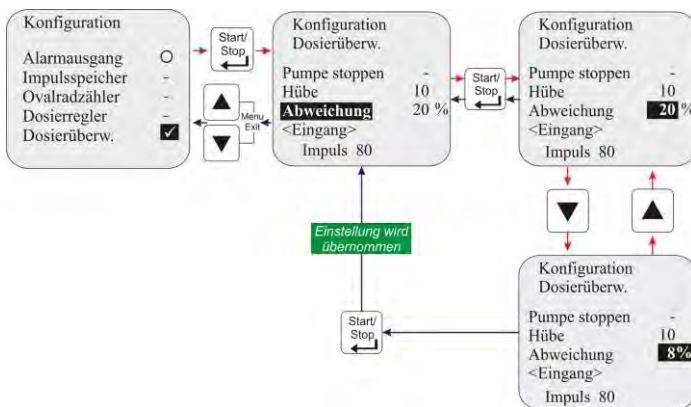 Konfiguration
Alarmausgang
Impulsspeicher -
Ovalradzähler -
Dosierregler -
Dosierüberw.
Start/
Stop
Menu
Exit
Konfiguration
Dosierüberw.
Pumpe stoppen -
Hübe 10
Abweichung 20 %
<Eingang>
Impuls 80
Start/
Stop
Konfiguration
Dosierüberw.
Pumpe stoppen -
Hübe 10
Abweichung 20 %
<Eingang>
Impuls 80
Einstellung wird
übernommen
Start/
Stop
Konfiguration
Dosierüberw.
Pumpe stoppen -
Hübe 10
Abweichung 8%
<Eingang>
Impuls 80